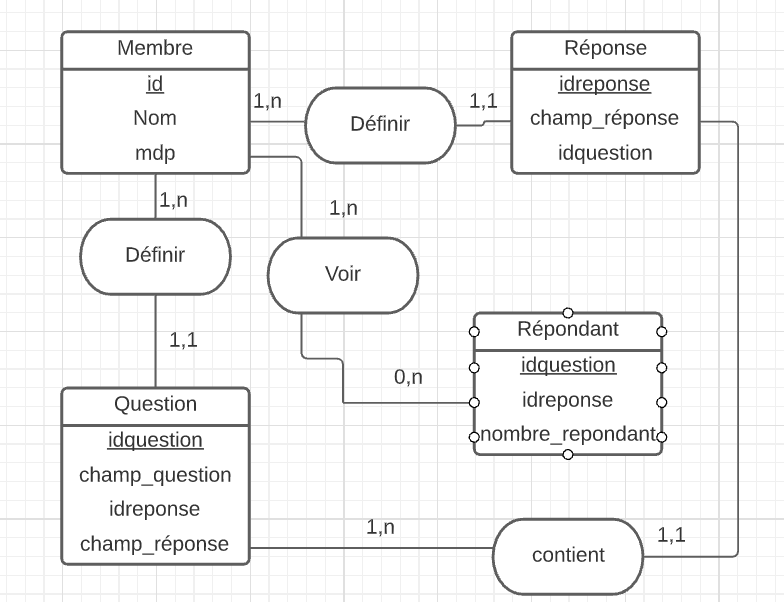 Membre
id
Nom
mdp
1,n
Définir
1,1
Réponse
idreponse
champ_réponse
idquestion
1,n
Définir
1,1
1,n
Voir
0,n
Répondant
idquestion
idreponse
nombre_repondant
Question
idquestion
champ_question
idreponse
champ_réponse
1,n
contient
1,1